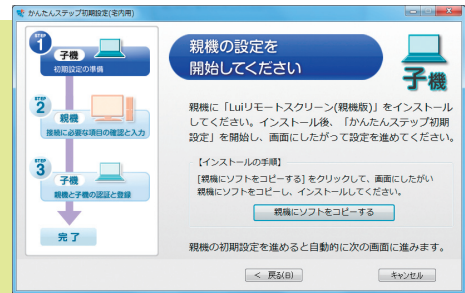 かんたんステップ初期設定(宅内用)
STEP
1
子機
初期設定の準備
STEP
2
親機
接続に必要な項目の確認と入力
STEP
3
子機
親機と子機の認証と登録
完了
親機の設定を
開始してください
子機
親機に「Luiリモートスクリーン(親機版)」をインストール
してください。インストール後、「かんたんステップ初期
設定」を開始し、画面にしたがって設定を進めてください。
【インストールの手順】
[親機にソフトをコピーする] をクリックして、画面にしたがい
親機にソフトをコピーし、インストールしてください。
親機にソフトをコピーする
親機の初期設定を進めると自動的に次の画面に進みます。
< 戻る(B)
キャンセル